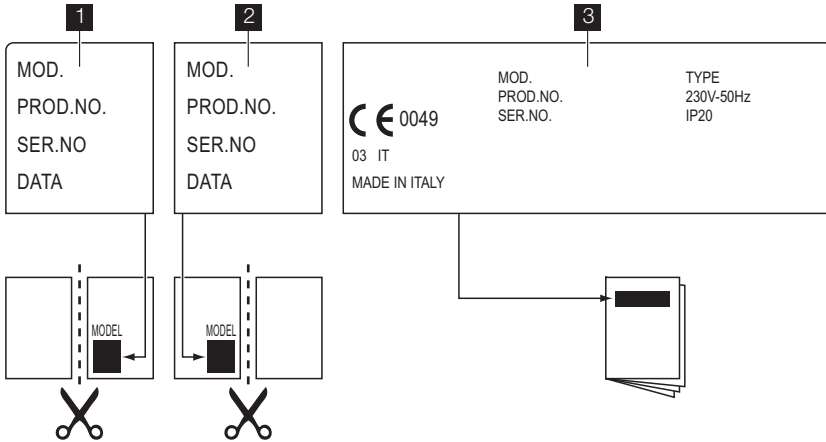 1
MOD.
PROD.NO.
SER.NO
DATA
2
MOD.
PROD.NO.
SER.NO
DATA
3
MOD.
PROD.NO.
SER.NO.
TYPE
230V-50Hz
IP20
CE 0049
03 IT
MADE IN ITALY
MODEL
MODEL